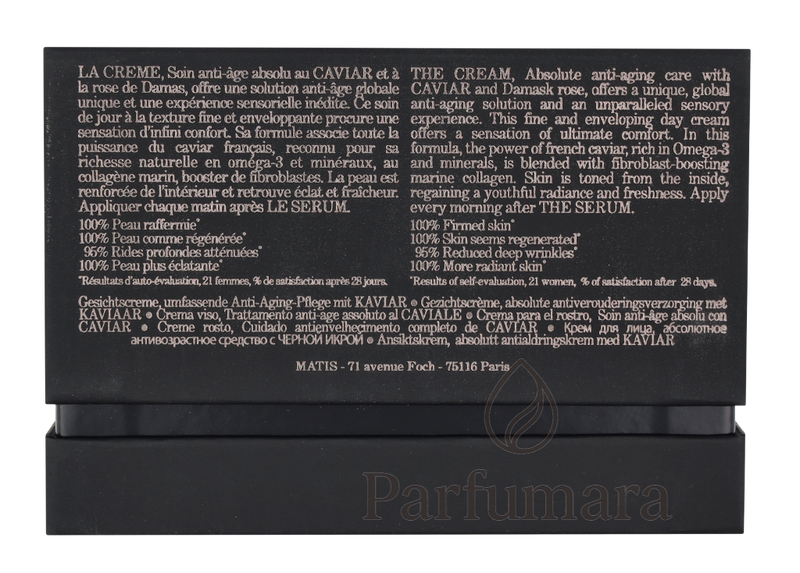 LA CREME, Soin anti-âge absolu au CAVIAR et à
la rose de Damas, offre une solution anti-âge globale
unique et une expérience sensorielle inédite. Ce soin
de jour à la texture fine et enveloppante procure une
sensation d'infini confort. Sa formule associe toute la
puissance du caviar français, reconnu pour sa
richesse naturelle en oméga-3 et minéraux, au
collagène marin, booster de fibroblastes. La peau est
renforcée de l'intérieur et retrouve éclat et fraîcheur.
Appliquer chaque matin après LE SERUM.
100% Peau raffermie*
100% Peau comme régénérée*
95% Rides profondes atténuées*
100% Peau plus éclatante*
*Résultats d'auto-évaluation, 21 femmes, % de satisfaction après 28 jours.
THE CREAM, Absolute anti-aging care with
CAVIAR and Damask rose, offers a unique, global
anti-aging solution and an unparalleled sensory
experience. This fine and enveloping day cream
offers a sensation of ultimate comfort. In this
formula, the power of french caviar, rich in Omega-3
and minerals, is blended with fibroblast-boosting
marine collagen. Skin is toned from the inside,
regaining a youthful radiance and freshness. Apply
every morning after THE SERUM.
100% Firmed skin*
100% Skin seems regenerated*
95% Reduced deep wrinkles*
100% More radiant skin*
*Results of self-evaluation, 21 women, % of satisfaction after 28 days.
Gesichtscreme, umfassende Anti-Aging-Pflege mit KAVIAR • Gezichtscrème, absolute antiverouderingsverzorging met
KAVIAAR • Crema viso, Trattamento anti-age assoluto al CAVIALE • Crema para el rostro, Soin anti-âge absolu con
CAVIAR • Creme rosto, Cuidado antienvelhecimento completo de CAVIAR • Крем для лица, абсолютное
антивозрастное средство с ЧЕРНОЙ ИКРОЙ • Ansiktskräm, absolutt antialdringskrem med KAVIAR
MATIS - 71 avenue Foch - 75116 Paris
Parfumara